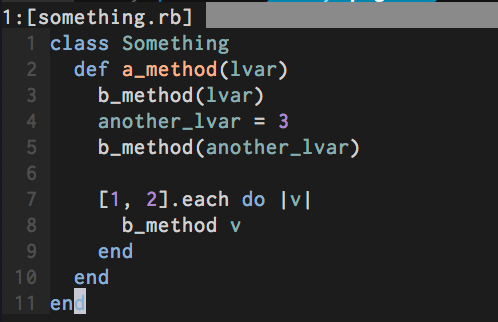 1:[something.rb]
1 class Something
2   def a_method(lvar)
3     b_method(lvar)
4     another_lvar = 3
5     b_method(another_lvar)
6
7     [1, 2].each do |v|
8       b_method v
9     end
10   end
11 end